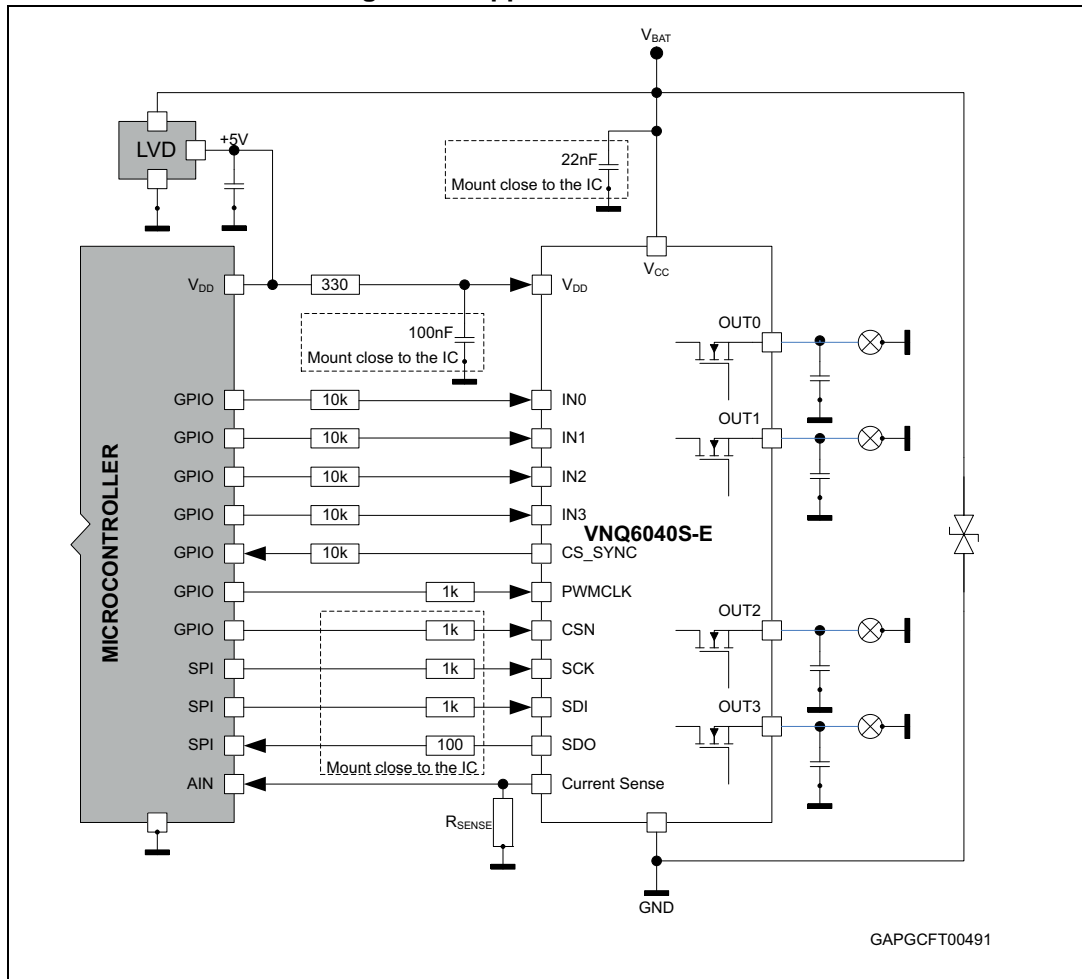 V_BAT
LVD
+5V
22nF
Mount close to the IC
V_DD
330
V_DD
V_CC
100nF
Mount close to the IC
OUT0
GPIO
10k
IN0
OUT1
GPIO
10k
IN1
GPIO
10k
IN2
GPIO
10k
IN3
VNQ6040S-E
GPIO
10k
CS_SYNC
MICROCONTROLLER
GPIO
1k
PWMCLK
OUT2
GPIO
1k
CSN
SPI
1k
SCK
SPI
1k
SDI
OUT3
SPI
100
SDO
Mount close to the IC
AIN
Current Sense
R_SENSE
GND
GAPGCFT00491